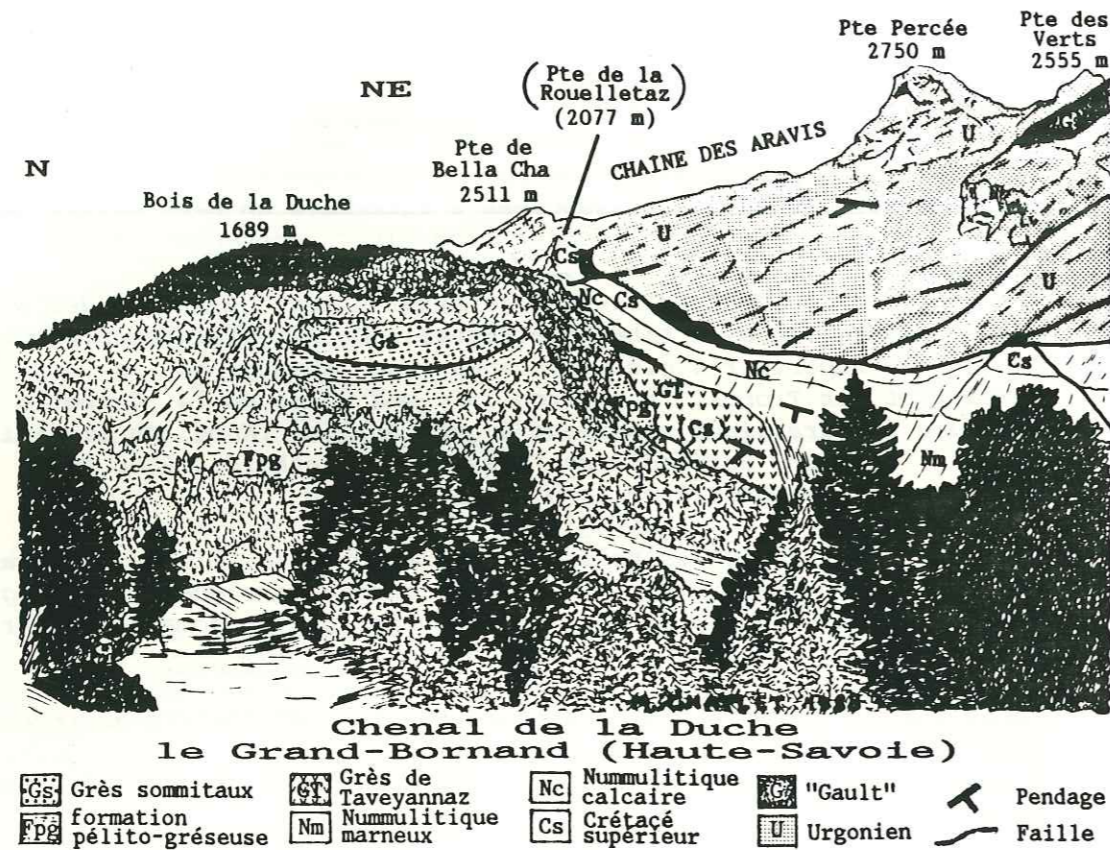 Pte Percée
2750 m
Pte des
Verts
2555 m
NE
(Pte de la
Rouelletaz)
(2077 m)
N
Pte de
Bella Cha
2511 m
CHAÎNE DES ARAVIS
Bois de la Duche
1689 m
U
G
U
Cs
U
Nc
Cs
Gs
Nc
Cs
GT
Fpg
(Cs)
Fpg
Nm
Chenal de la Duche
le Grand-Bornand (Haute-Savoie)
Gs Grès sommitaux
GT Grès de
Taveyannaz
Nc Nummulitique
calcaire
G "Gault"
Pendage
Fpg formation
pélito-gréseuse
Nm Nummulitique
marneux
Cs Crétaçé
supérieur
U Urgonien
Faille